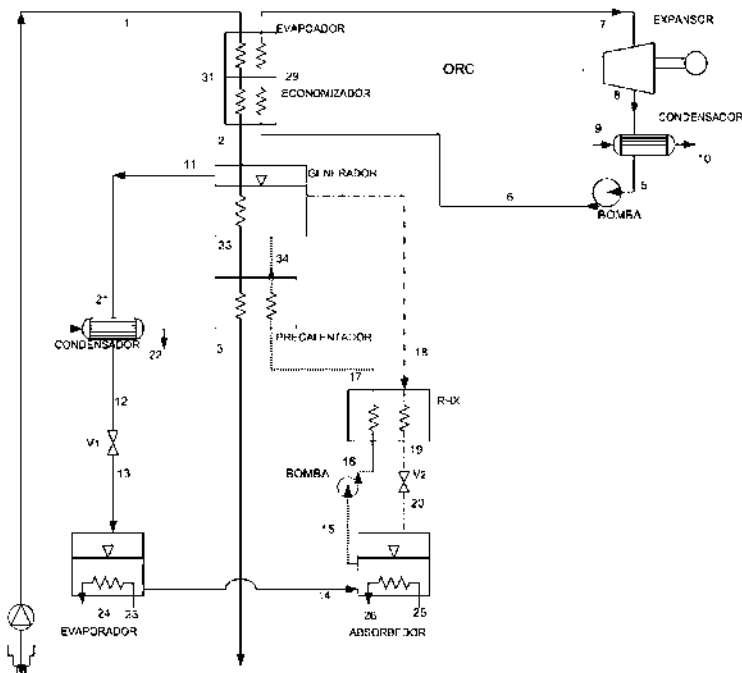 1
7
EXPANSOR
EVAPCADOR
ORC
31
29
ECONOMIZADOR
8
CONDENSADOR
9
10
2
11
5
GENERADOR
6
BOMBA
33
34
21
PRECALENTADOR
3
CONDENSADOR
22
17
18
12
RHX
V1
16
19
13
BOMBA
V2
20
15
24
23
14
26
25
EVAPORADOR
ABSORBEDOR